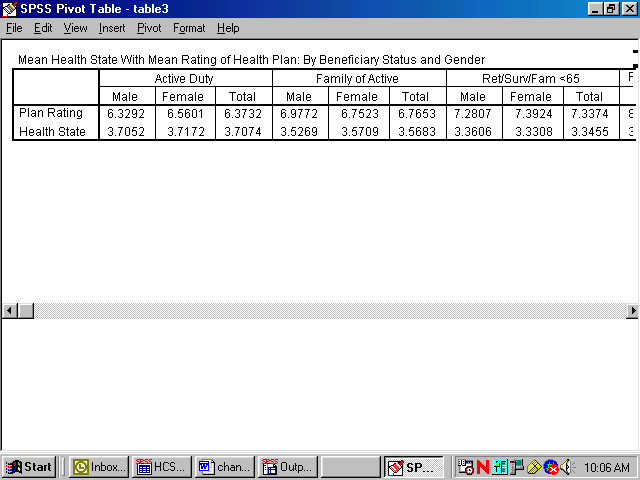 SPSS Pivot Table - table3
File Edit View Insert Pivot Format Help
Mean Health State With Mean Rating of Health Plan: By Beneficiary Status and Gender
Active Duty Family of Active Ret/Surv/Fam <65 F
Male Female Total Male Female Total Male Female Total
Plan Rating 6.3292 6.5601 6.3732 6.9772 6.7523 6.7653 7.2807 7.3924 7.3374 8
Health State 3.7052 3.7172 3.7074 3.5269 3.5709 3.5683 3.3606 3.3308 3.3455 3
Start Inbox... HCS... chan... Outp... SP... 10:06 AM